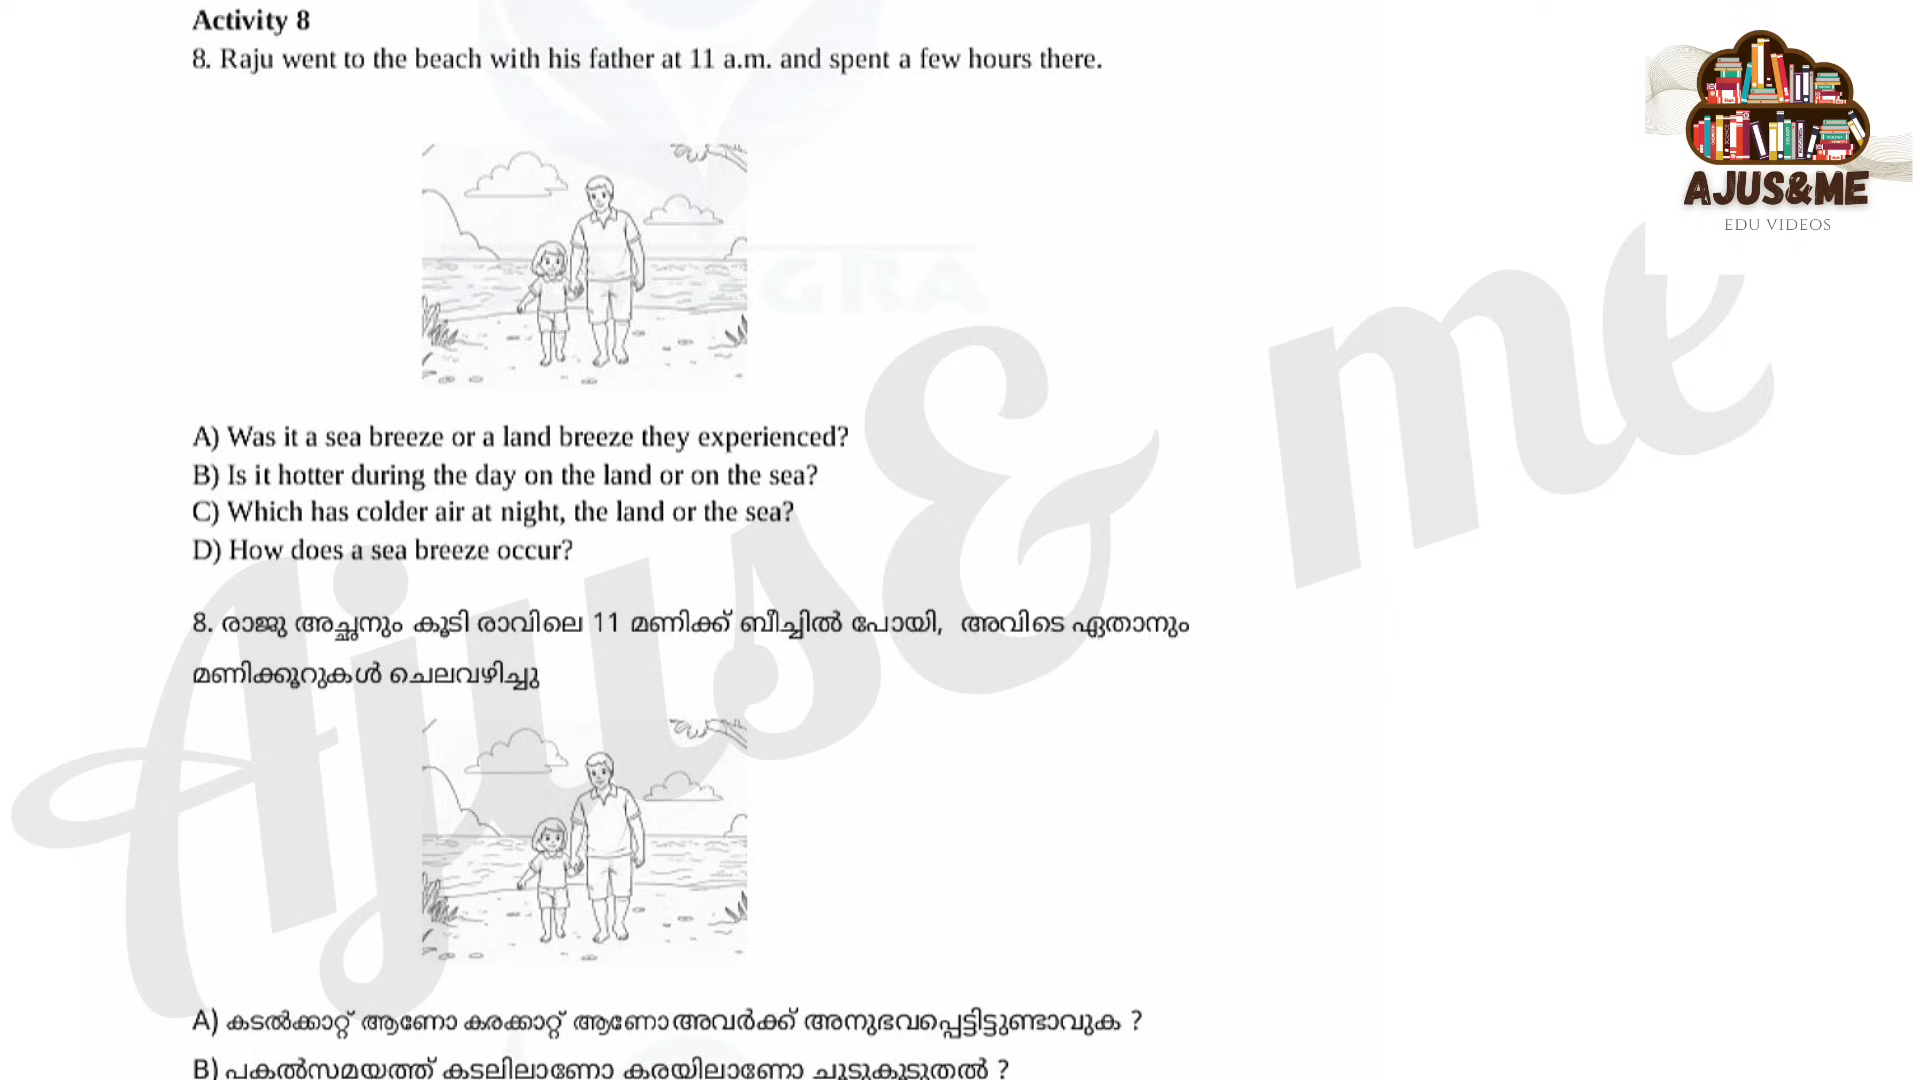 Activity 8
8. Raju went to the beach with his father at 11 a.m. and spent a few hours there.
AJUS&ME
EDU VIDEOS
GRA
A) Was it a sea breeze or a land breeze they experienced?
B) Is it hotter during the day on the land or on the sea?
C) Which has colder air at night, the land or the sea?
D) How does a sea breeze occur?
Ajus& me
8. രാജു അച്ഛനും കൂടി രാവിലെ 11 മണിക്ക് ബീച്ചിൽ പോയി, അവിടെ ഏതാനും
മണിക്കൂറുകൾ ചെലവഴിച്ചു
A) കടൽക്കാറ്റ് ആണോ കരക്കാറ്റ് ആണോ അവർക്ക് അനുഭവപ്പെട്ടിട്ടുണ്ടാവുക ?
B) പകൽസമയത്ത് കടലിലാണോ കരയിലാണോ ചൂടുകൂടുതൽ ?